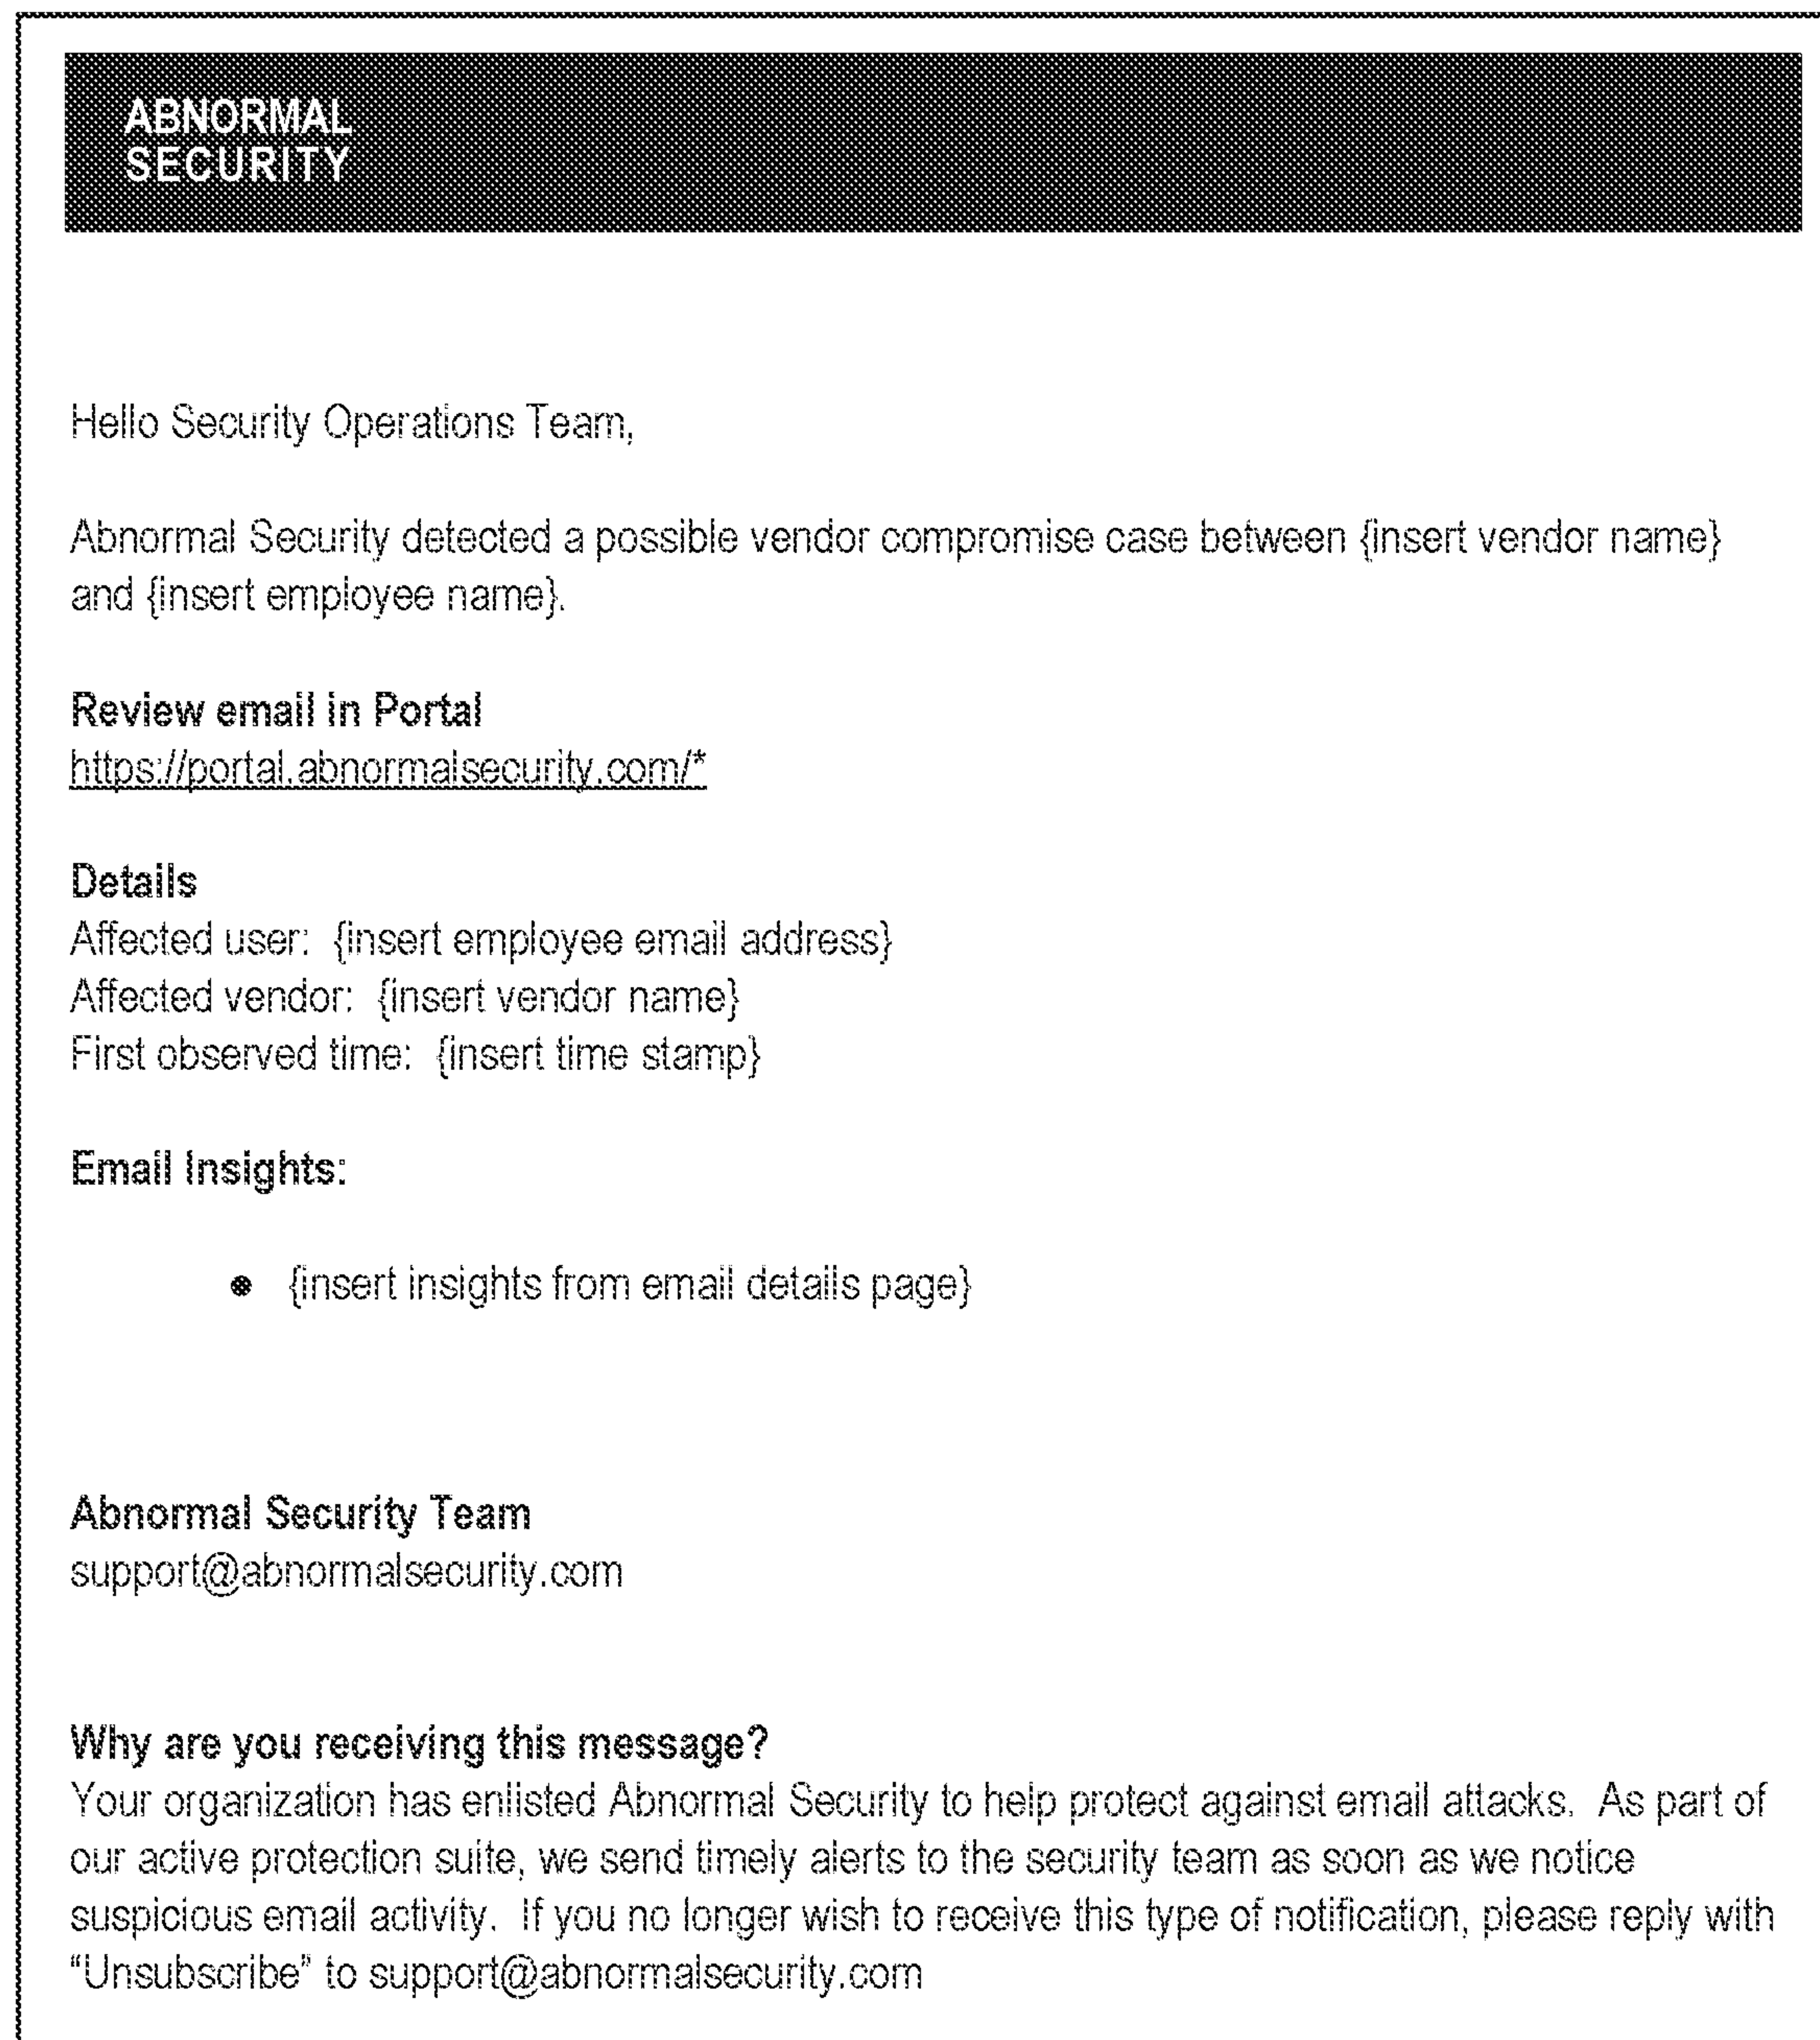 ABNORMAL
SECURITY
Hello Security Operations Team,
Abnormal Security detected a possible vendor compromise case between {insert vendor name}
and {insert employee name}.
Review email in Portal
https://portal.abnormalsecurity.com/*
Details
Affected user: {insert employee email address}
Affected vendor: {insert vendor name}
First observed time: {insert time stamp}
Email Insights:
• {insert insights from email details page}
Abnormal Security Team
support@abnormalsecurity.com
Why are you receiving this message?
Your organization has enlisted Abnormal Security to help protect against email attacks. As part of
our active protection suite, we send timely alerts to the security team as soon as we notice
suspicious email activity. If you no longer wish to receive this type of notification, please reply with
“Unsubscribe” to support@abnormalsecurity.com